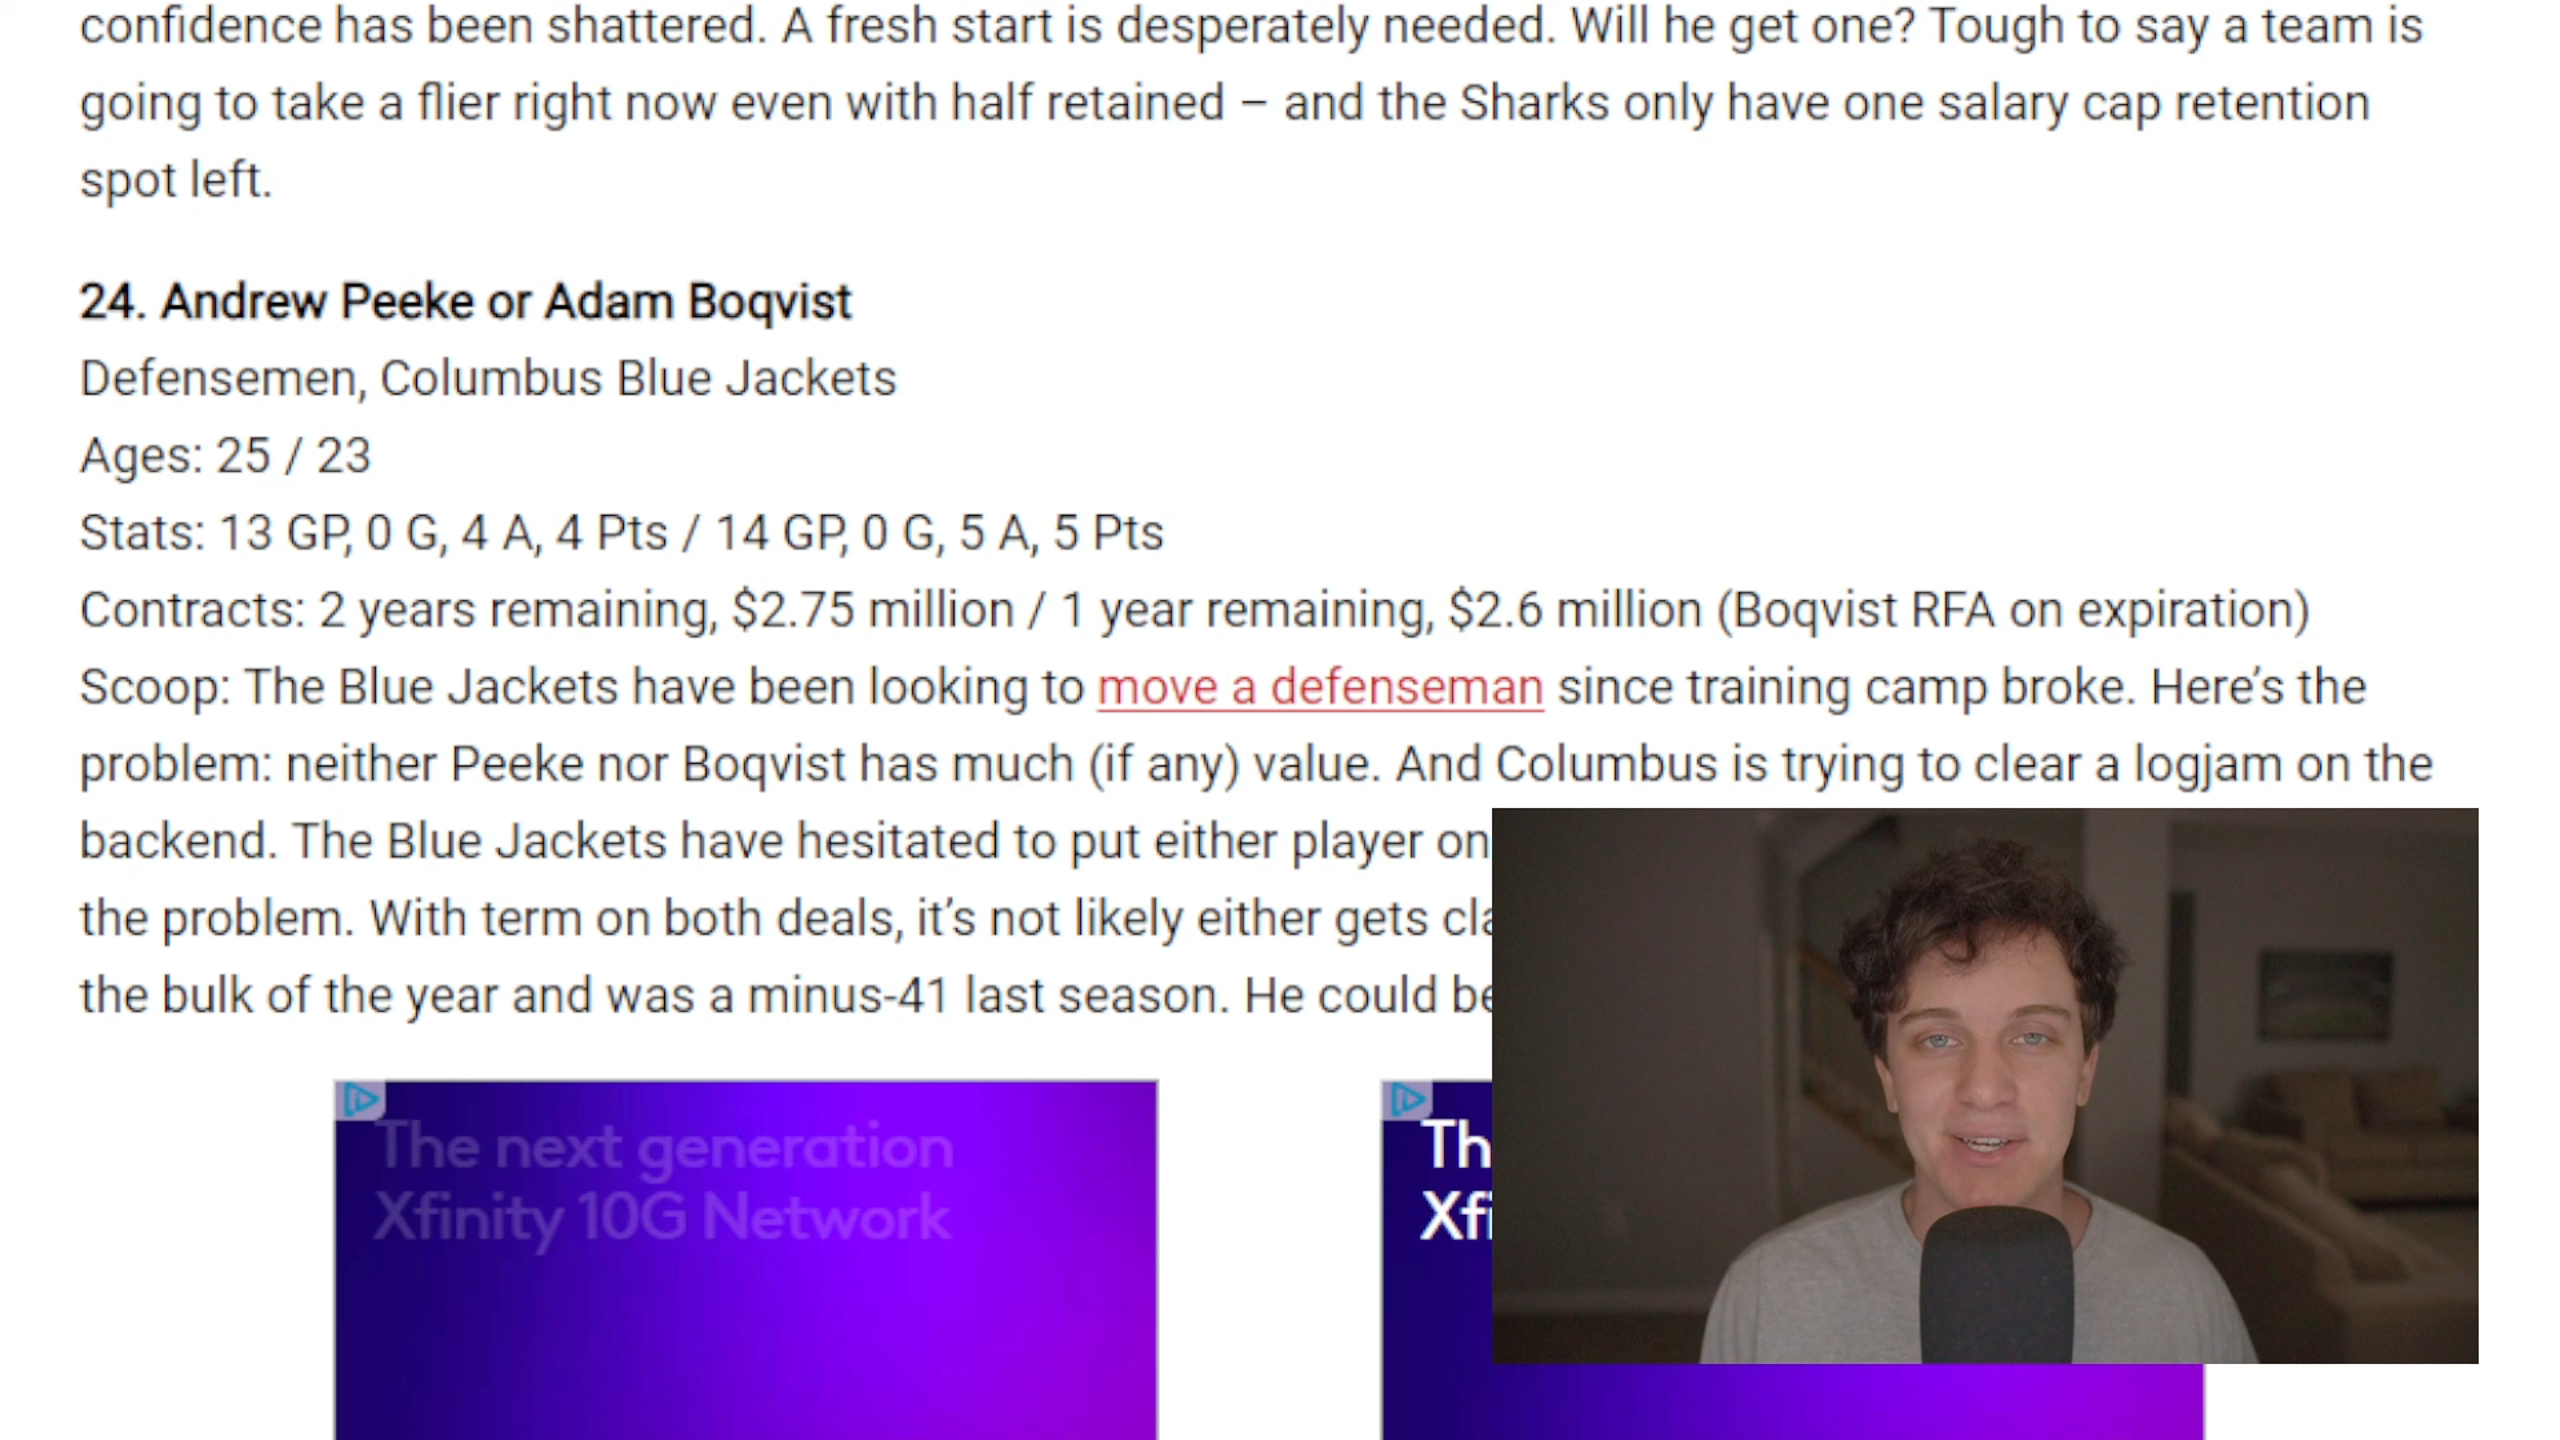 confidence has been shattered. A fresh start is desperately needed. Will he get one? Tough to say a team is
going to take a flier right now even with half retained – and the Sharks only have one salary cap retention
spot left.
24. Andrew Peeke or Adam Boqvist
Defensemen, Columbus Blue Jackets
Ages: 25 / 23
Stats: 13 GP, 0 G, 4 A, 4 Pts / 14 GP, 0 G, 5 A, 5 Pts
Contracts: 2 years remaining, $2.75 million / 1 year remaining, $2.6 million (Boqvist RFA on expiration)
Scoop: The Blue Jackets have been looking to move a defenseman since training camp broke. Here’s the
problem: neither Peeke nor Boqvist has much (if any) value. And Columbus is trying to clear a logjam on the
backend. The Blue Jackets have hesitated to put either player on
the problem. With term on both deals, it’s not likely either gets cla
the bulk of the year and was a minus-41 last season. He could be
The next generation
Xfinity 10G Network
Th
Xfi